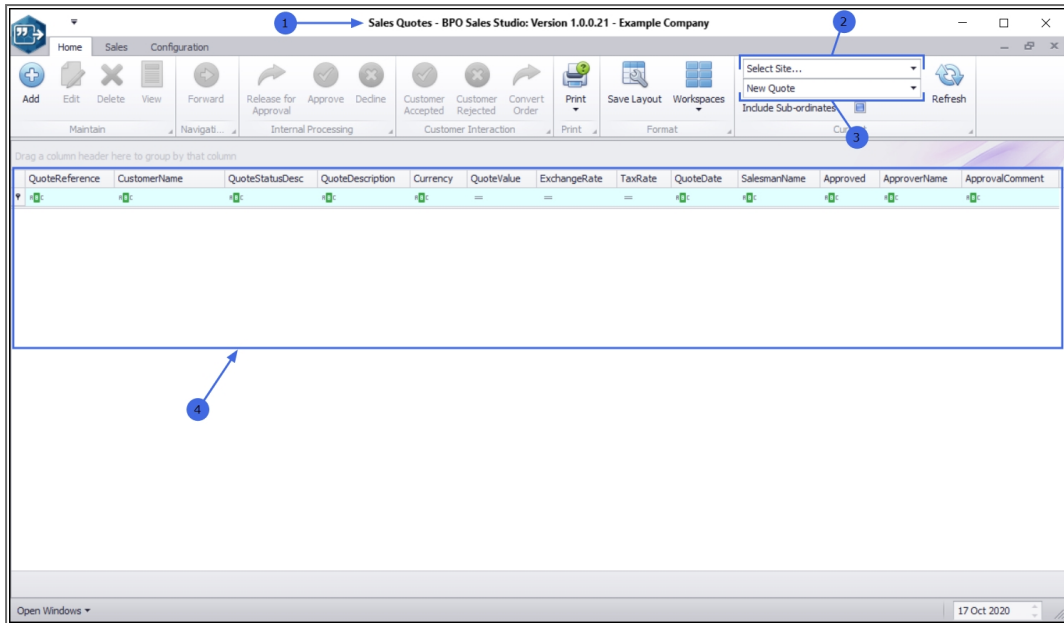 1
Sales Quotes - BPO Sales Studio: Version 1.0.0.21 - Example Company
2
Home Sales Configuration
Add Edit Delete View Forward Release for Approval Approve Decline Customer Accepted Customer Rejected Convert Order Print Save Layout Workspaces Refresh
Select Site...
New Quote
Include Sub-ordinates
Maintain Navigati... Internal Processing Customer Interaction Print Format
3
Drag a column header here to group by that column
QuoteReference CustomerName QuoteStatusDesc QuoteDescription Currency QuoteValue ExchangeRate TaxRate QuoteDate SalesmanName Approved ApproverName ApprovalComment
4
Open Windows 17 Oct 2020